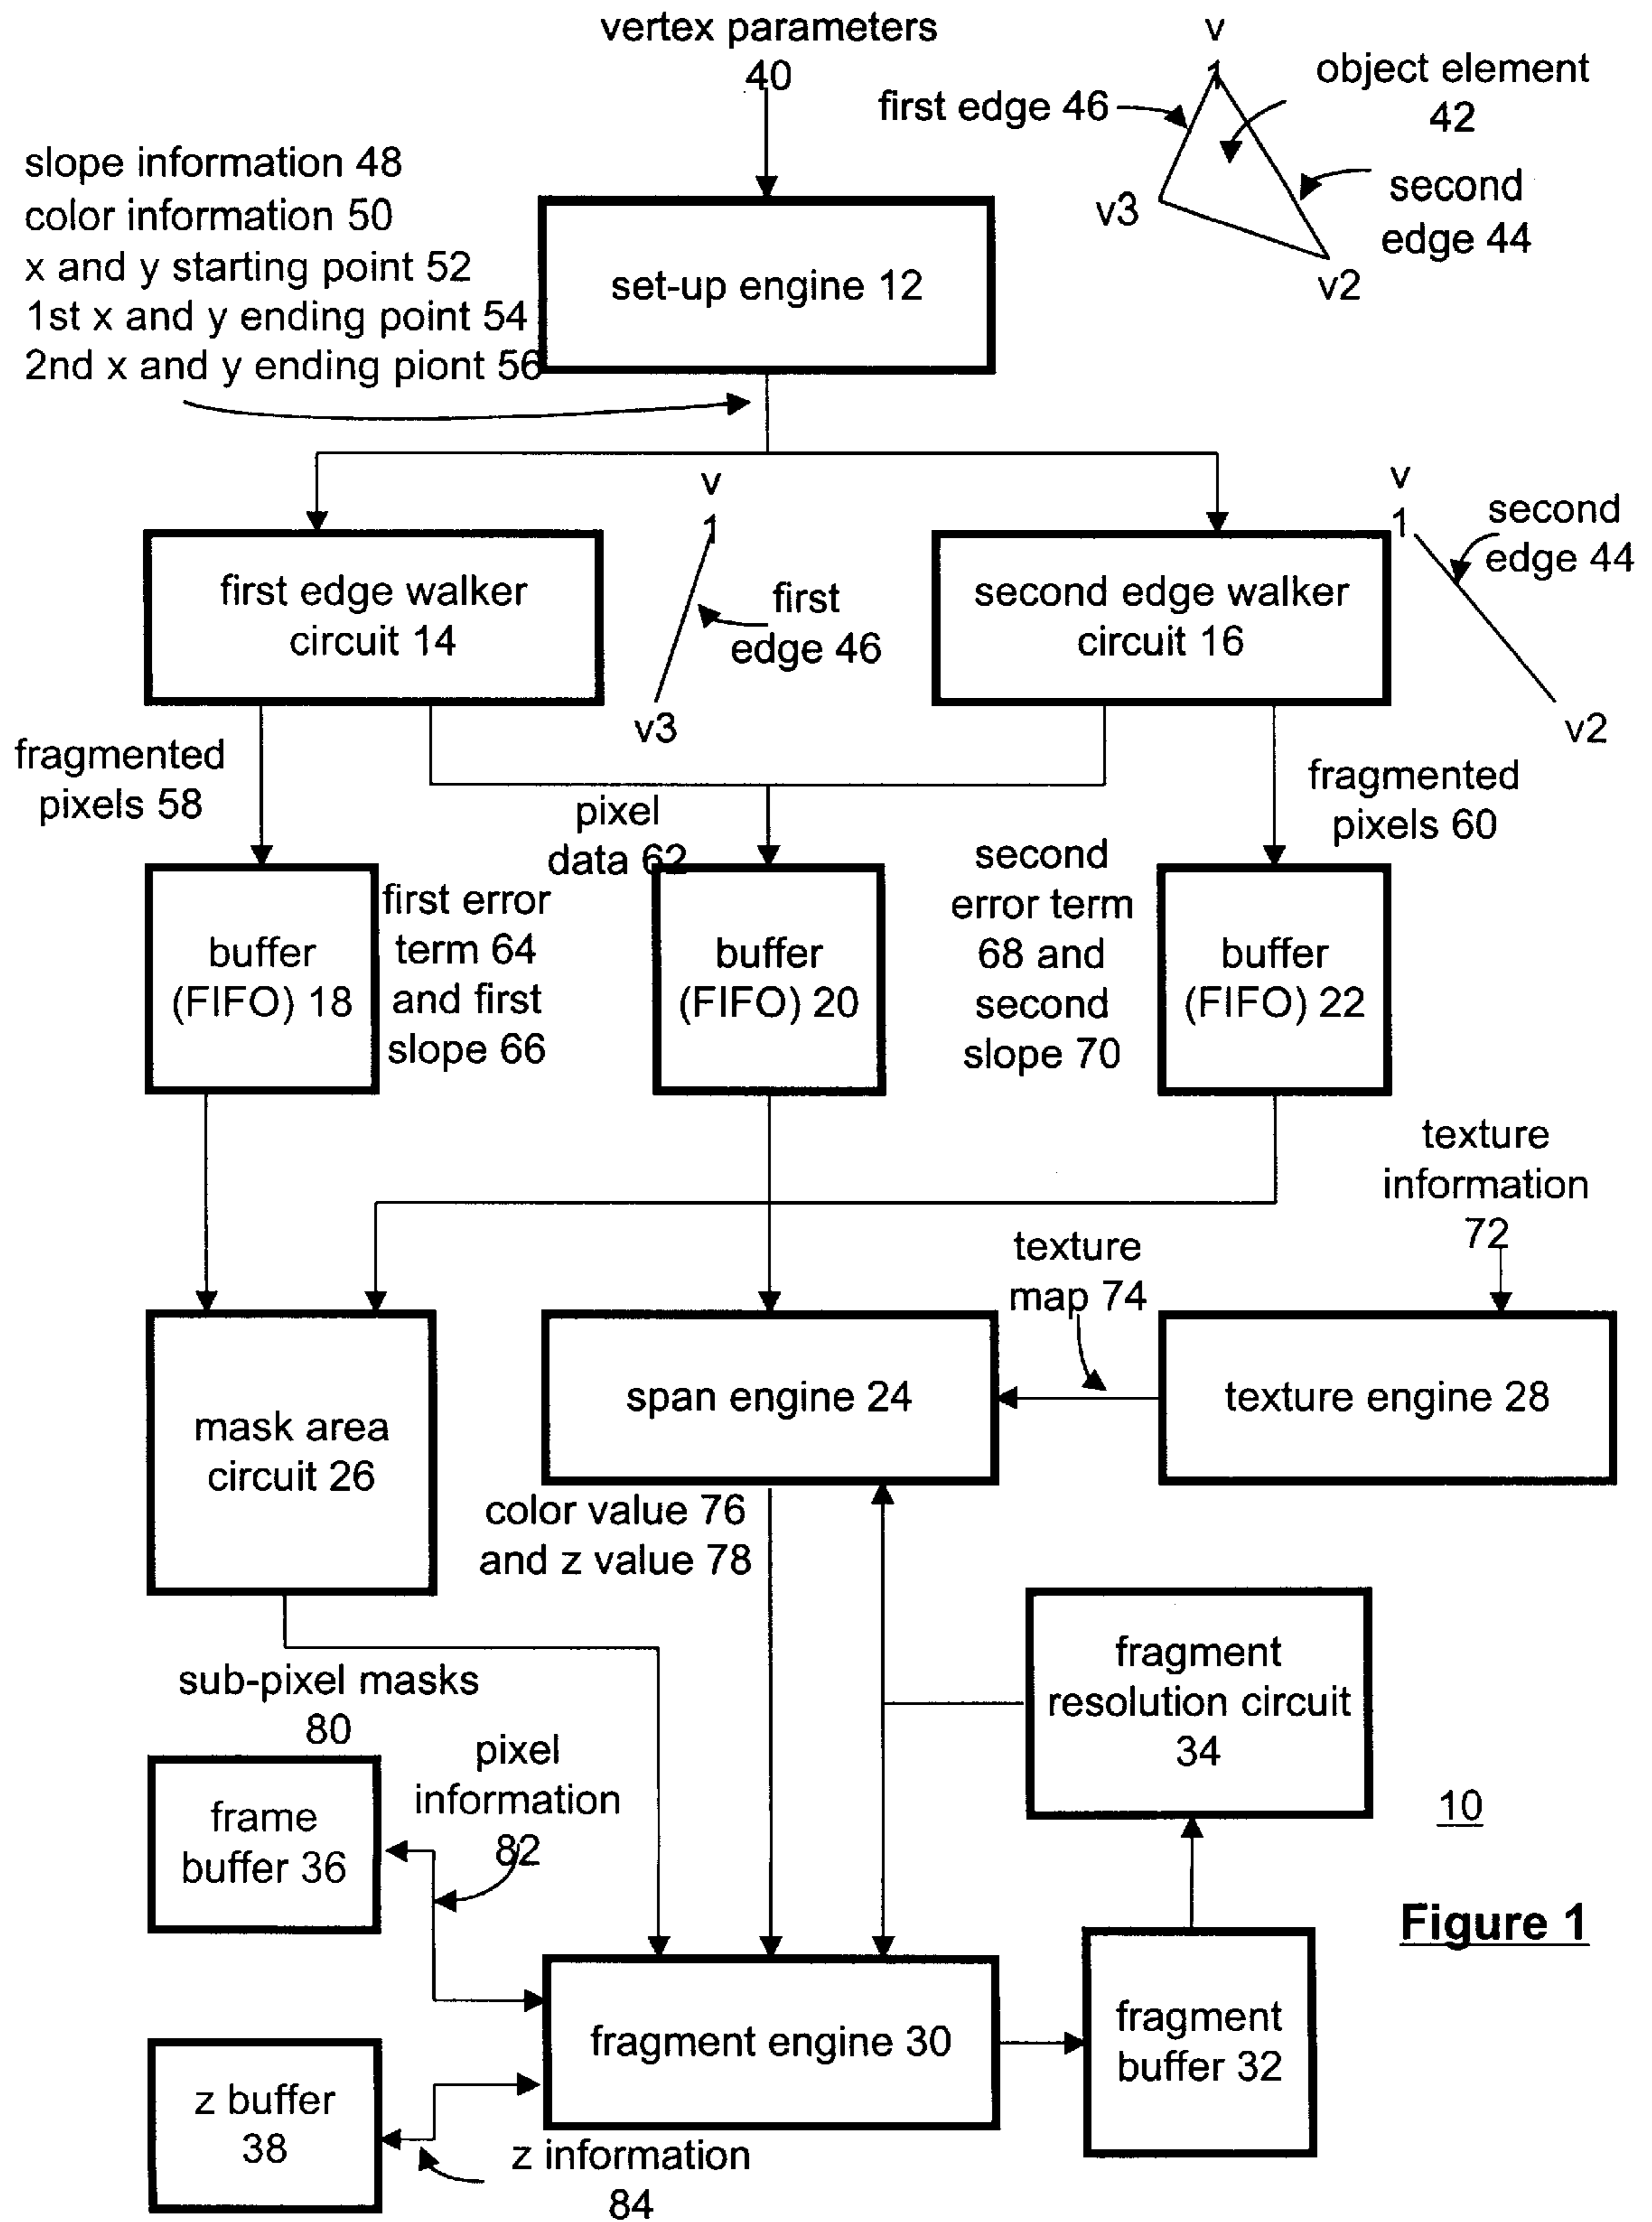 vertex parameters
40
v
1
object element
42
first edge 46
second
edge 44
v3
v2
slope information 48
color information 50
x and y starting point 52
1st x and y ending point 54
2nd x and y ending piont 56
set-up engine 12
v
1
first
edge 46
v3
v
1
second
edge 44
v2
first edge walker
circuit 14
second edge walker
circuit 16
fragmented
pixels 58
pixel
data 62
fragmented
pixels 60
buffer
(FIFO) 18
first error
term 64
and first
slope 66
buffer
(FIFO) 20
second
error term
68 and
second
slope 70
buffer
(FIFO) 22
texture
information
72
texture
map 74
mask area
circuit 26
span engine 24
texture engine 28
color value 76
and z value 78
fragment
resolution circuit
34
sub-pixel masks
80
pixel
information
82
frame
buffer 36
10
Figure 1
fragment engine 30
fragment
buffer 32
z buffer
38
z information
84